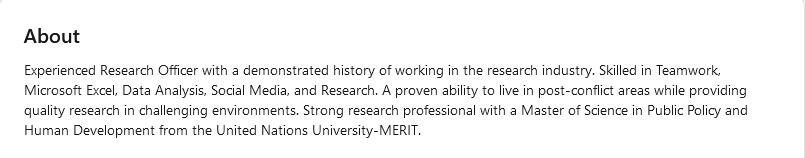 About
Experienced Research Officer with a demonstrated history of working in the research industry. Skilled in Teamwork,
Microsoft Excel, Data Analysis, Social Media, and Research. A proven ability to live in post-conflict areas while providing
quality research in challenging environments. Strong research professional with a Master of Science in Public Policy and
Human Development from the United Nations University-MERIT.